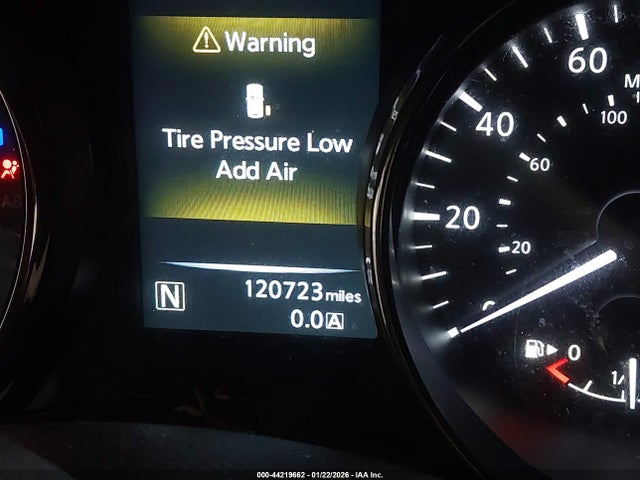 Warning
Tire Pressure Low
Add Air
N
120723 miles
0.0 A
60
40
20
100
60
20
0
000-44219662 - 01/22/2026 - IAA Inc.